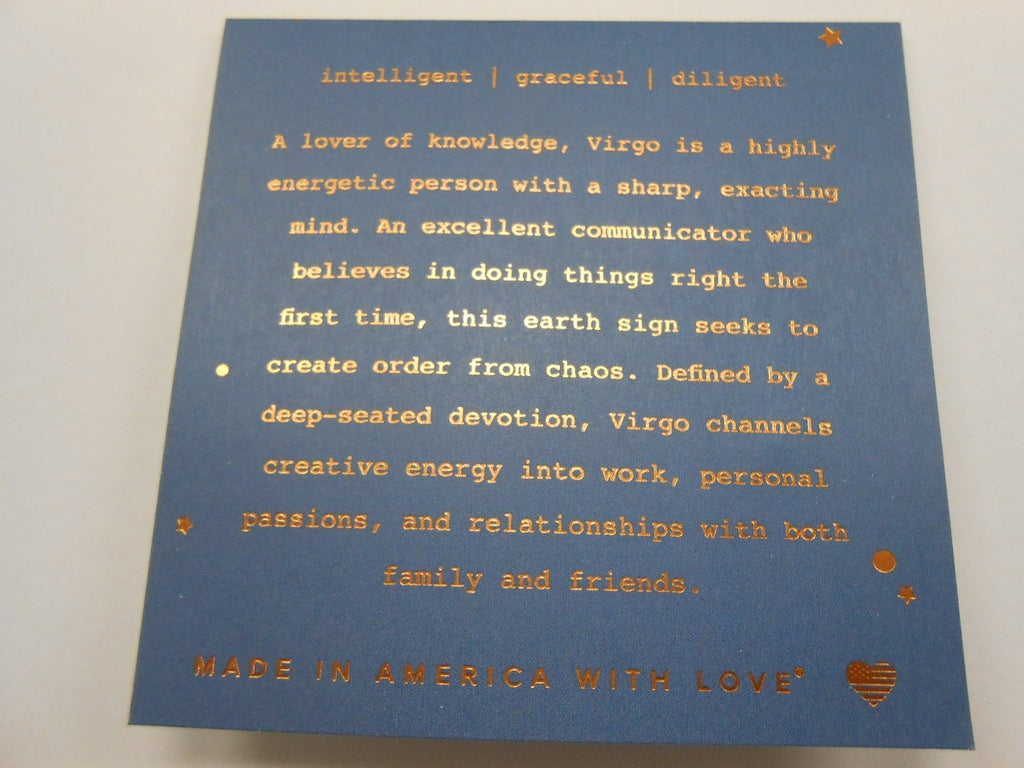 intelligent | graceful | diligent
A lover of knowledge, Virgo is a highly
energetic person with a sharp, exacting
mind. An excellent communicator who
believes in doing things right the
first time, this earth sign seeks to
create order from chaos. Defined by a
deep-seated devotion, Virgo channels
creative energy into work, personal
passions, and relationships with both
family and friends.
MADE IN AMERICA WITH LOVE®